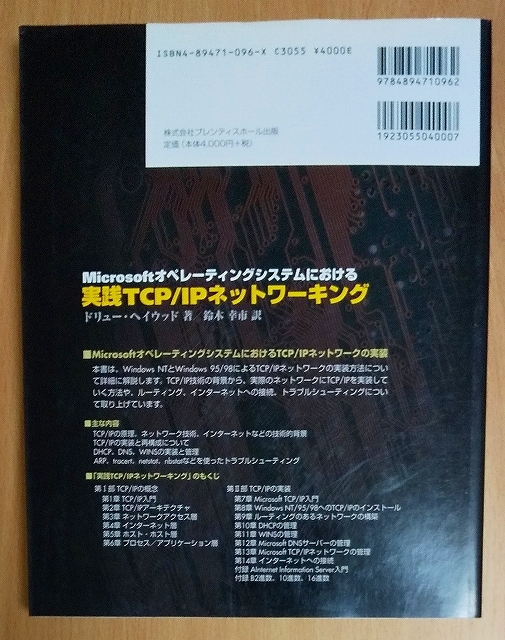 ISBN4-89471-096-X C3055 ¥4000E
9784894710962
1923055040007
株式会社プレンティスホール出版
定価(本体4,000円+税)
Microsoftオペレーティングシステムにおける
実践TCP/IPネットワーキング
ドリュー・ヘイウッド 著 鈴木 幸市 訳
■MicrosoftオペレーティングシステムにおけるTCP/IPネットワークの実装
本書は、Windows NTとWindows 95/98によるTCP/IPネットワークの実装方法につい
て詳細に解説します。TCP/IP技術の背景から、実際のネットワークにTCP/IPを実装して
いく方法や、ルーティング、インターネットへの接続、トラブルシューティングについ
て取り上げています。
■主な内容
TCP/IPの原理、ネットワーク技術、インターネットなどの技術的背景
TCP/IPの実装と再構成について
DHCP、DNS、WINSの実装と管理
ARP、tracert、netstat、nbstatなどを使ったトラブルシューティング
■「実践TCP/IPネットワーキング」のもくじ
第Ⅰ部 TCP/IPの概念
第1章 TCP/IP入門
第2章 TCP/IPアーキテクチャ
第3章 ネットワークアクセス層
第4章 インターネット層
第5章 ホスト・ホスト層
第6章 プロセス/アプリケーション層
第Ⅱ部 TCP/IPの実装
第7章 Microsoft TCP/IP入門
第8章 Windows NT/95/98へのTCP/IPのインストール
第9章 ルーティングのあるネットワークの構築
第10章 DHCPの管理
第11章 WINSの管理
第12章 Microsoft DNSサーバーの管理
第13章 Microsoft TCP/IPネットワークの管理
第14章 インターネットへの接続
付録 AInternet Information Server入門
付録 B2進数、10進数、16進数